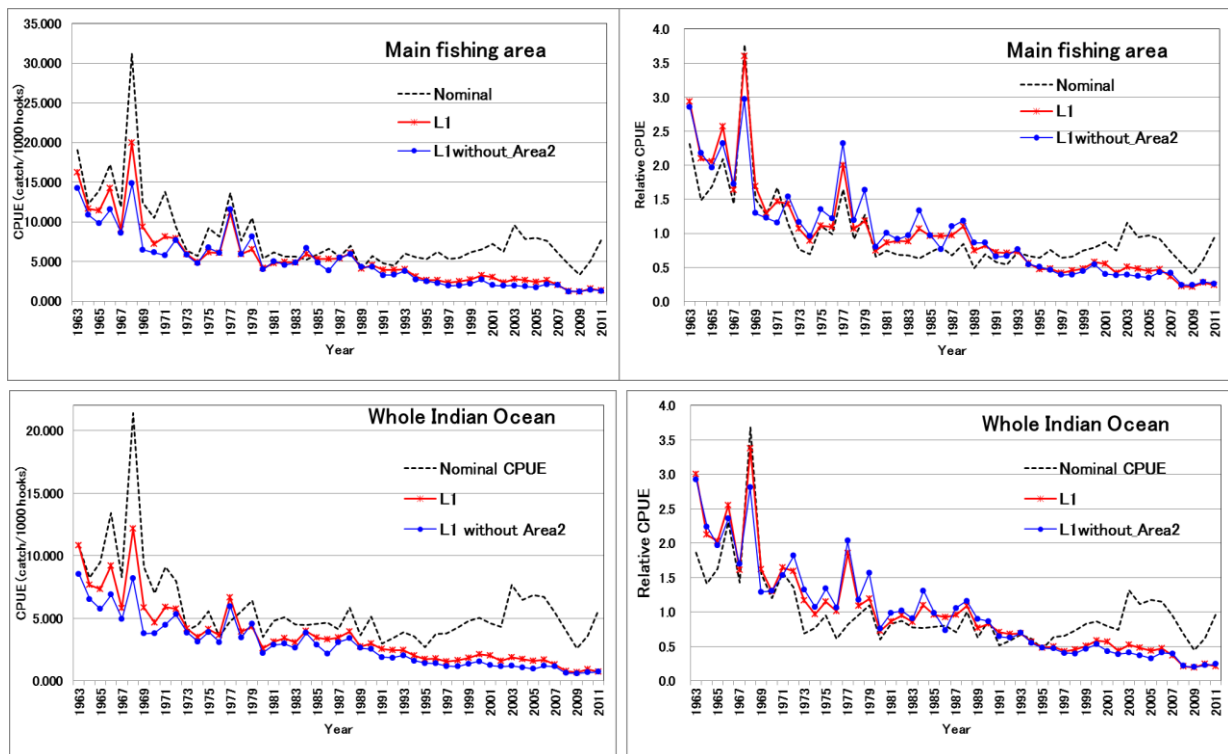 Main fishing area
Nominal
L1
L1without_Area2
CPUE (catch/1000 hooks)
35.000
30.000
25.000
20.000
15.000
10.000
5.000
0.000
1963 1965 1967 1969 1971 1973 1975 1977 1979 1981 1983 1985 1987 1989 1991 1993 1995 1997 1999 2001 2003 2005 2007 2009 2011
Year
Main fishing area
Nominal
L1
L1without_Area2
Relative CPUE
4.0
3.5
3.0
2.5
2.0
1.5
1.0
0.5
0.0
1963 1965 1967 1969 1971 1973 1975 1977 1979 1981 1983 1985 1987 1989 1991 1993 1995 1997 1999 2001 2003 2005 2007 2009 2011
Year
Whole Indian Ocean
Nominal CPUE
L1
L1 without Area2
CPUE (catch/1000 hooks)
20.000
15.000
10.000
5.000
0.000
1963 1965 1967 1969 1971 1973 1975 1977 1979 1981 1983 1985 1987 1989 1991 1993 1995 1997 1999 2001 2003 2005 2007 2009 2011
Year
Whole Indian Ocean
Nominal CPUE
L1
L1without_Area2
Relative CPUE
4.0
3.5
3.0
2.5
2.0
1.5
1.0
0.5
0.0
1963 1965 1967 1969 1971 1973 1975 1977 1979 1981 1983 1985 1987 1989 1991 1993 1995 1997 1999 2001 2003 2005 2007 2009 2011
Year